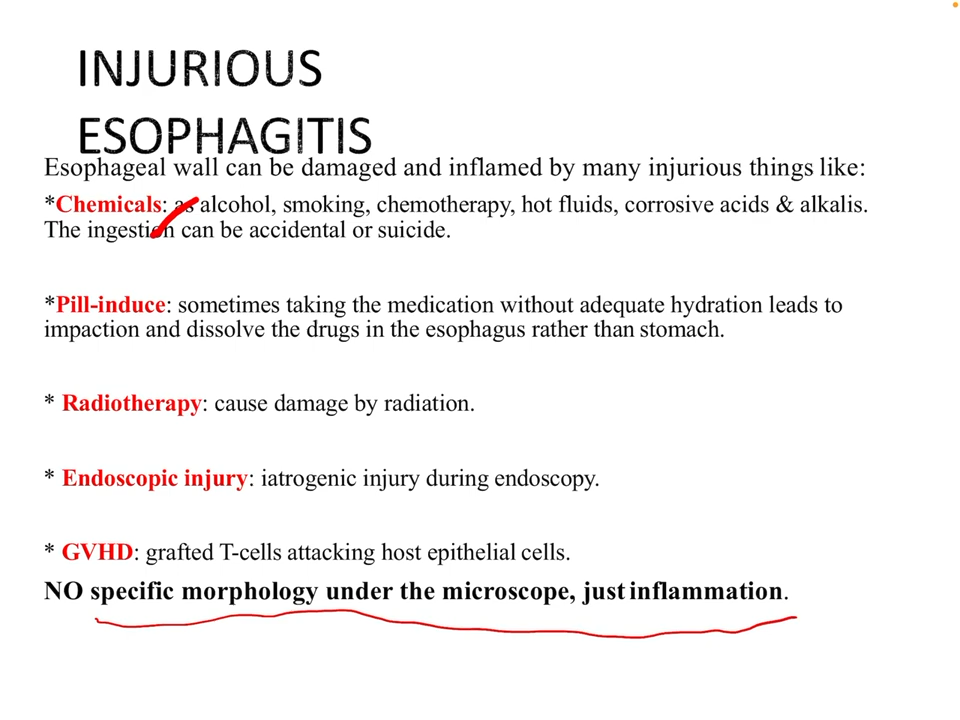 INJURIOUS
ESOPHAGITIS
Esophageal wall can be damaged and inflamed by many injurious things like:
*Chemicals: as alcohol, smoking, chemotherapy, hot fluids, corrosive acids & alkalis.
The ingestion can be accidental or suicide.
*Pill-induce: sometimes taking the medication without adequate hydration leads to
impaction and dissolve the drugs in the esophagus rather than stomach.
* Radiotherapy: cause damage by radiation.
* Endoscopic injury: iatrogenic injury during endoscopy.
* GVHD: grafted T-cells attacking host epithelial cells.
NO specific morphology under the microscope, just inflammation.